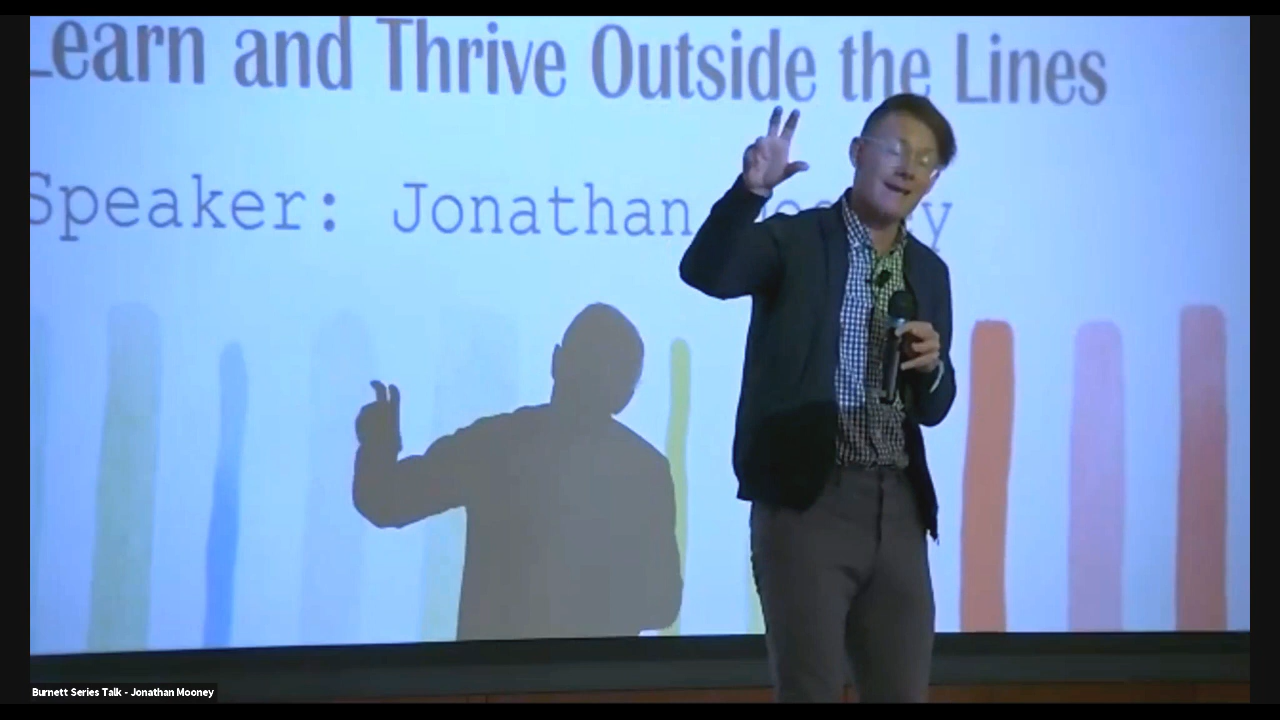 Learn and Thrive Outside the Lines
Speaker: Jonathan
Burnett Series Talk - Jonathan Mooney